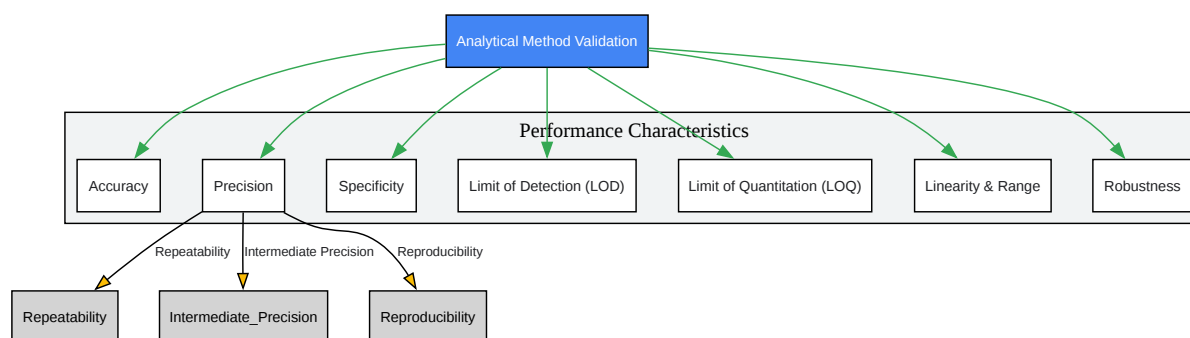 Analytical Method Validation
Performance Characteristics
Accuracy
Precision
Specificity
Limit of Detection (LOD)
Limit of Quantitation (LOQ)
Linearity & Range
Robustness
Repeatability
Intermediate Precision
Reproducibility
Repeatability
Intermediate_Precision
Reproducibility